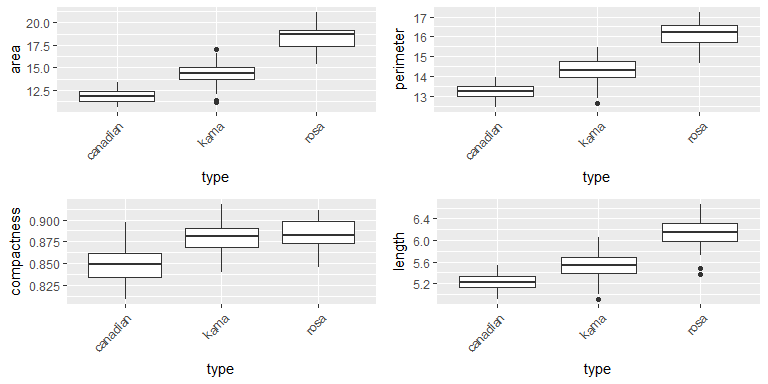 area
20.0
17.5
15.0
12.5
canadian
kama
rosa
type
perimeter
17
16
15
14
13
canadian
kama
rosa
type
compactness
0.900
0.875
0.850
0.825
canadian
kama
rosa
type
length
6.4
6.0
5.6
5.2
canadian
kama
rosa
type